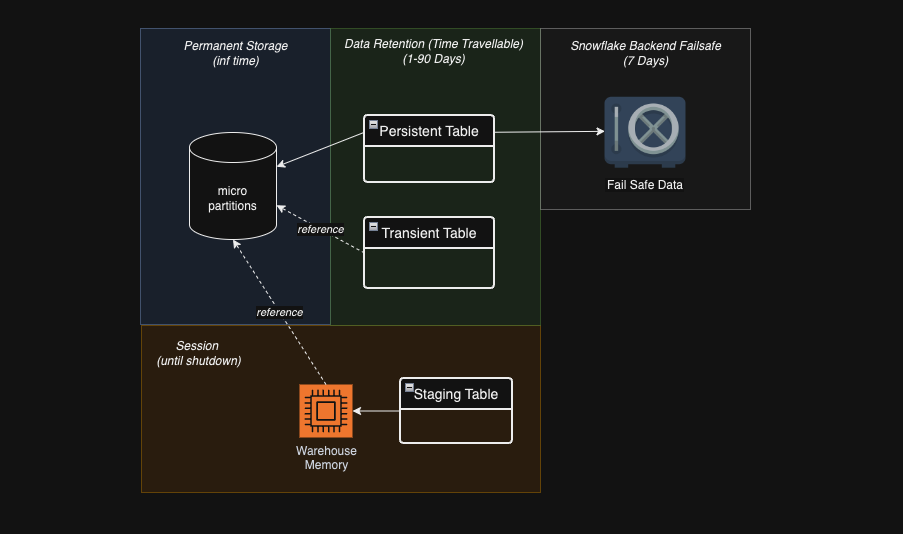 Permanent Storage
(inf time)
Data Retention (Time Travellable)
(1-90 Days)
Snowflake Backend Failsafe
(7 Days)
Persistent Table
micro
partitions
Fail Safe Data
reference
Transient Table
reference
Session
(until shutdown)
Staging Table
Warehouse
Memory